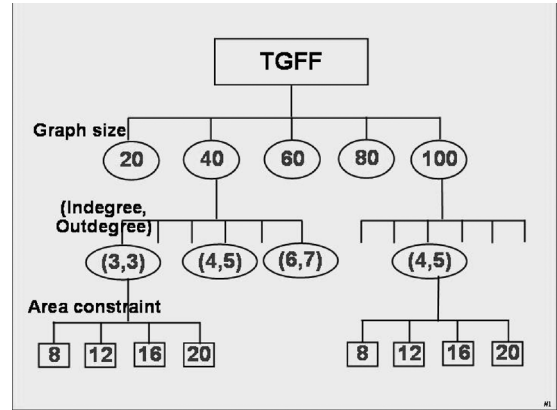 TGFF
Graph size
20 40 60 80 100
(Indegree,
Outdegree)
(3,3) (4,5) (6,7) (4,5)
Area constraint
8 12 16 20 8 12 16 20